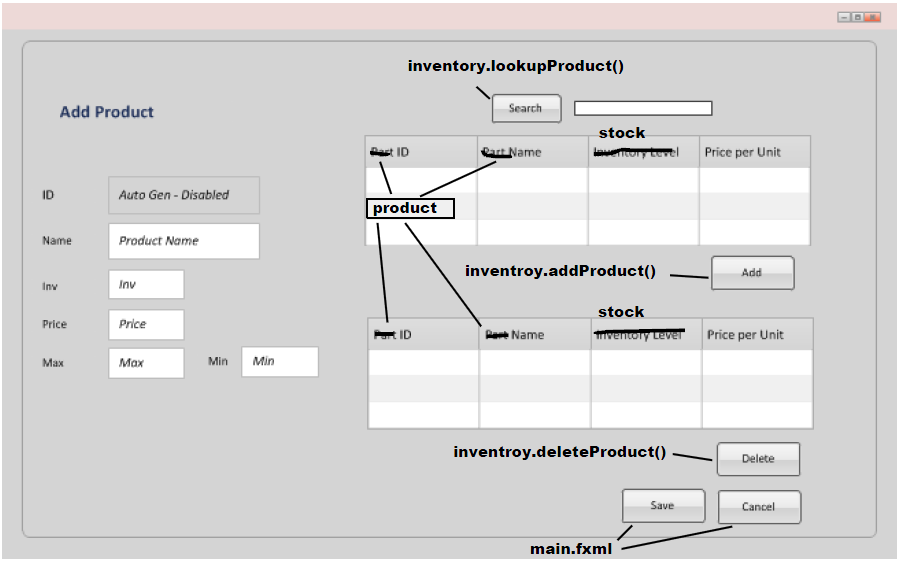 inventory.lookupProduct()
Search
Add Product
stock
Part ID Part Name Inventory Level Price per Unit
ID Auto Gen - Disabled
product
Name Product Name
inventroy.addProduct()
Add
Inv Inv
stock
Price Price
Part ID Part Name Inventory Level Price per Unit
Max Max Min Min
inventroy.deleteProduct()
Delete
Save Cancel
main.fxml